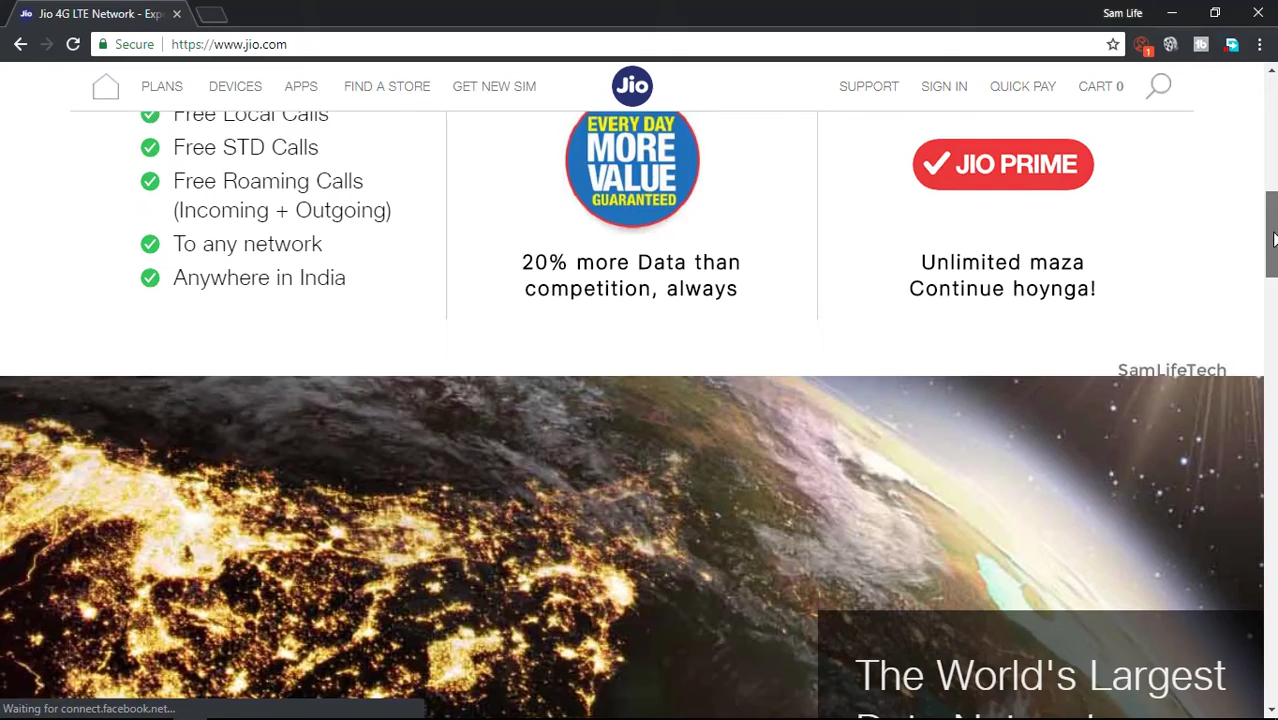 Jio 4G LTE Network - Exp
Sam Life
Secure
https://www.jio.com
1
PLANS
DEVICES
APPS
FIND A STORE
GET NEW SIM
Jio
SUPPORT
SIGN IN
QUICK PAY
CART 0
Free Local Calls
Free STD Calls
Free Roaming Calls
(Incoming + Outgoing)
To any network
Anywhere in India
EVERY DAY
MORE
VALUE
GUARANTEED
20% more Data than
competition, always
JIO PRIME
Unlimited maza
Continue hoynga!
SamLifeTech
The World's Largest
Waiting for connect.facebook.net...